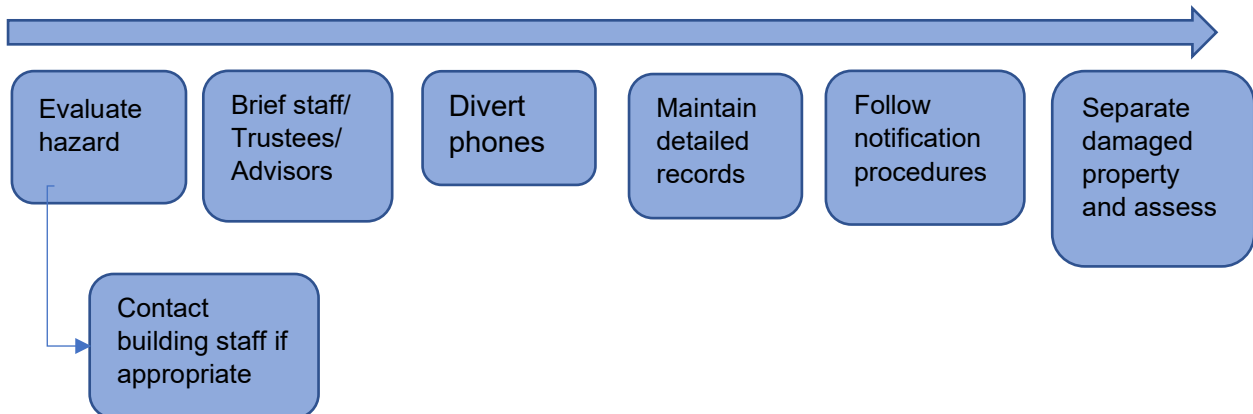 Evaluate
hazard
Brief staff/
Trustees/
Advisors
Divert
phones
Maintain
detailed
records
Follow
notification
procedures
Separate
damaged
property
and assess
Contact
building staff if
appropriate